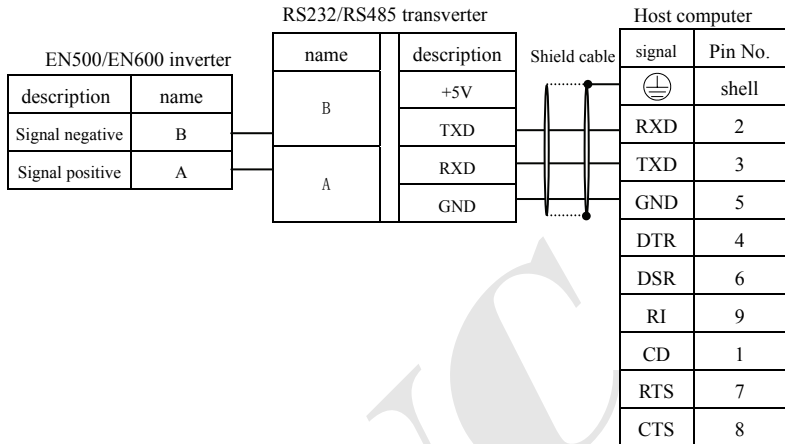 RS232/RS485 transverter
Host computer
EN500/EN600 inverter
name description
Shield cable
signal Pin No.
description name
B
+5V
shell
Signal negative B
TXD
RXD 2
Signal positive A
A
RXD
TXD 3
GND
GND 5
DTR 4
DSR 6
RI 9
CD 1
RTS 7
CTS 8